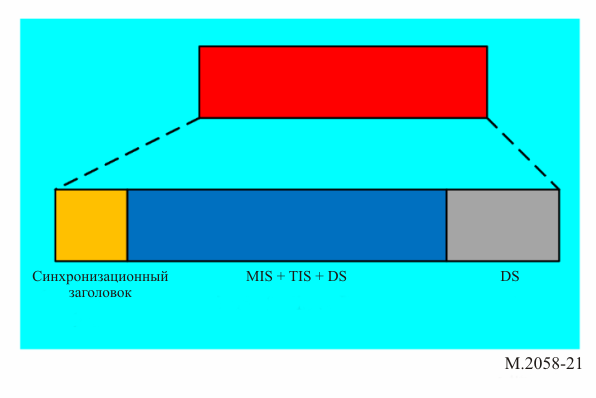 Синхронизационный
заголовок
MIS + TIS + DS
DS
M.2058-21